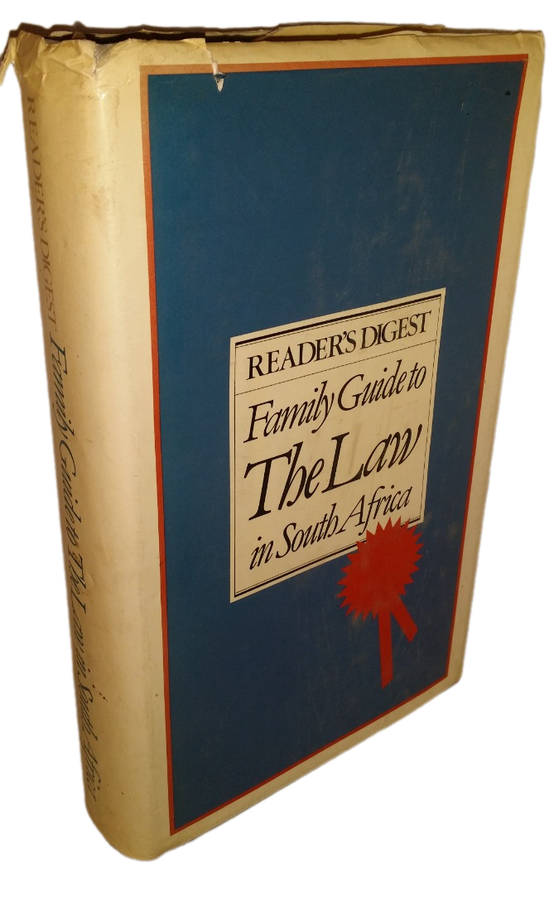 READER'S DIGEST
Family Guide to
The Law
in South Africa
READER'S DIGEST Family Guide to The Law in South Africa